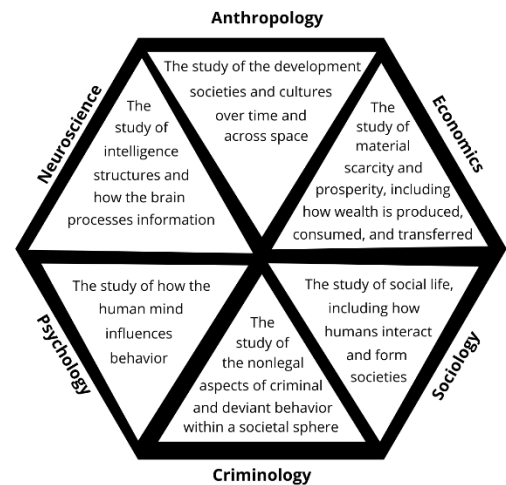 Anthropology
The study of the development
societies and cultures
over time and
across space
Neuroscience
The
study of
intelligence
structures and
how the brain
processes information
Economics
The
study of
material
scarcity and
prosperity, including
how wealth is produced,
consumed, and transferred
Psychology
The study of how the
human mind
influences
behavior
The
study of
the nonlegal
aspects of criminal
and deviant behavior
within a societal sphere
Criminology
The study of social life,
including how
humans interact
and form
societies
Sociology